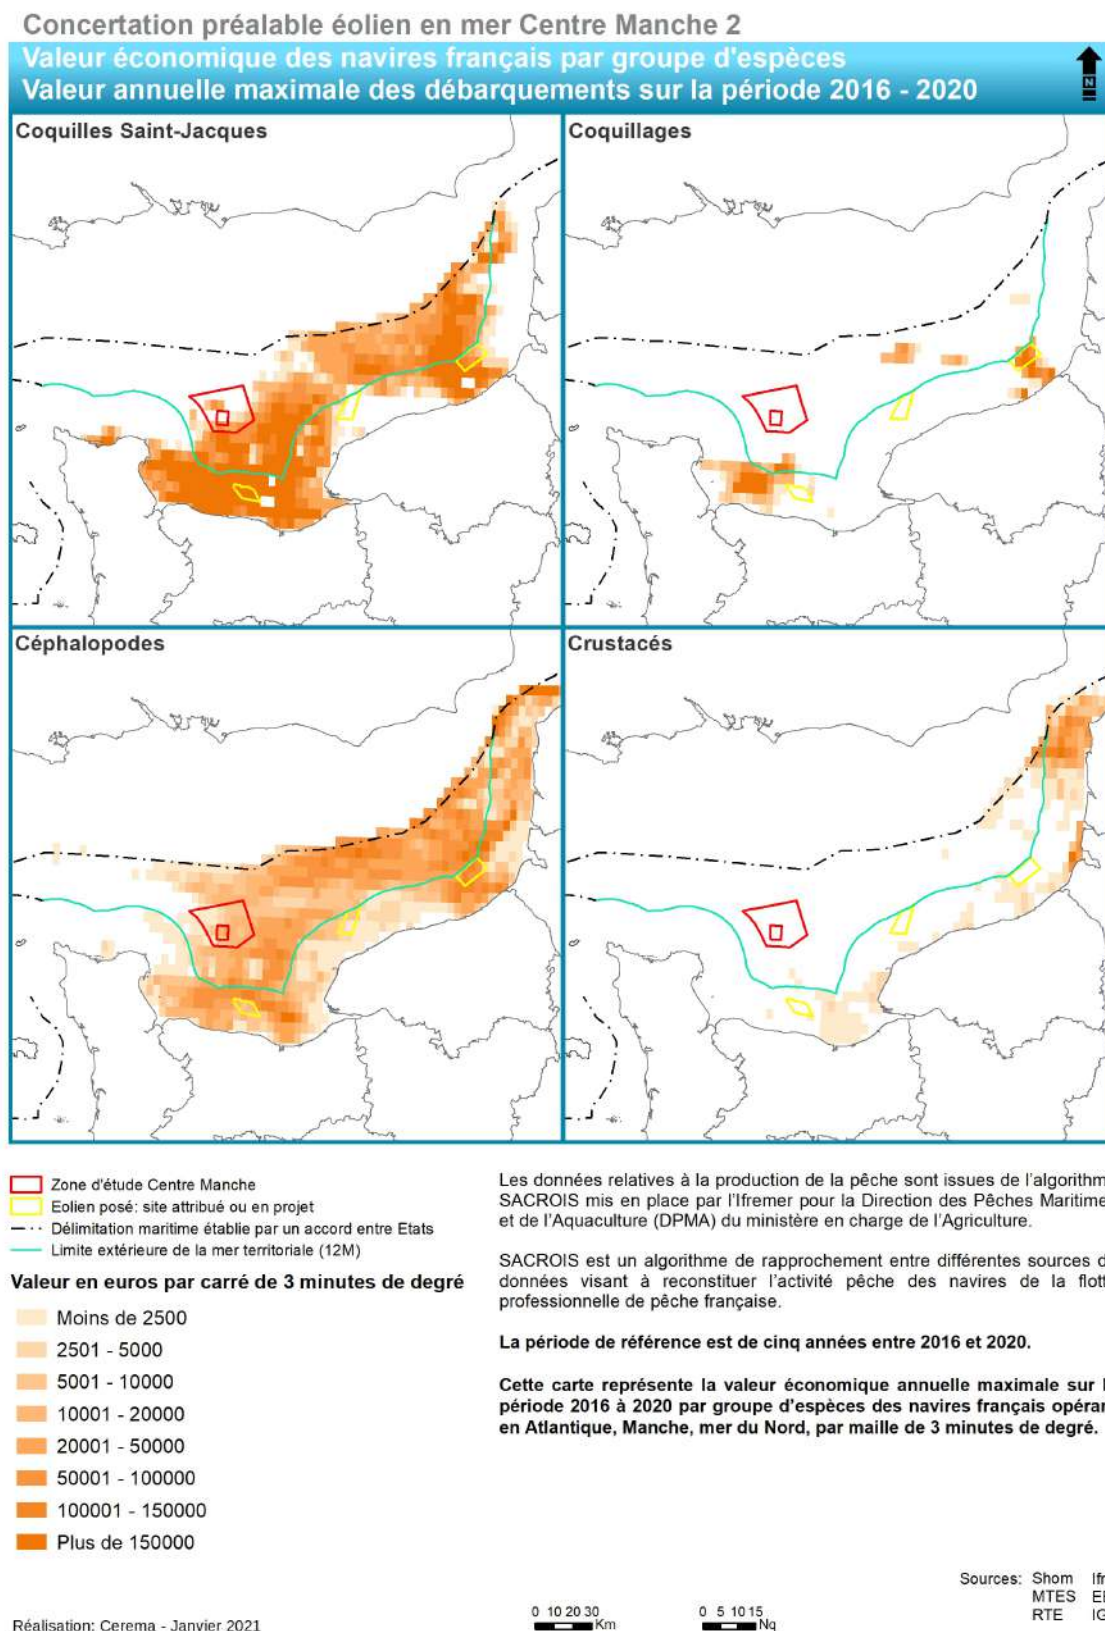 Concertation préalable éolien en mer Centre Manche 2
Valeur économique des navires français par groupe d'espèces
Valeur annuelle maximale des débarquements sur la période 2016 - 2020
N
Coquilles Saint-Jacques
Coquillages
Céphalopodes
Crustacés
Zone d'étude Centre Manche
Eolien posé: site attribué ou en projet
Délimitation maritime établie par un accord entre Etats
Limite extérieure de la mer territoriale (12M)
Valeur en euros par carré de 3 minutes de degré
Moins de 2500
2501 - 5000
5001 - 10000
10001 - 20000
20001 - 50000
50001 - 100000
100001 - 150000
Plus de 150000
Les données relatives à la production de la pêche sont issues de l'algorithm
SACROIS mis en place par l'Ifremer pour la Direction des Pêches Maritime
et de l'Aquaculture (DPMA) du ministère en charge de l'Agriculture.
SACROIS est un algorithme de rapprochement entre différentes sources d
données visant à reconstituer l'activité pêche des navires de la flott
professionnelle de pêche française.
La période de référence est de cinq années entre 2016 et 2020.
Cette carte représente la valeur économique annuelle maximale sur l
période 2016 à 2020 par groupe d'espèces des navires français opéran
en Atlantique, Manche, mer du Nord, par maille de 3 minutes de degré.
Sources: Shom Ifr
MTES
RTE IG
Réalisation: Cerema - Janvier 2021
0 10 20 30
Km
0 5 10 15
Nq